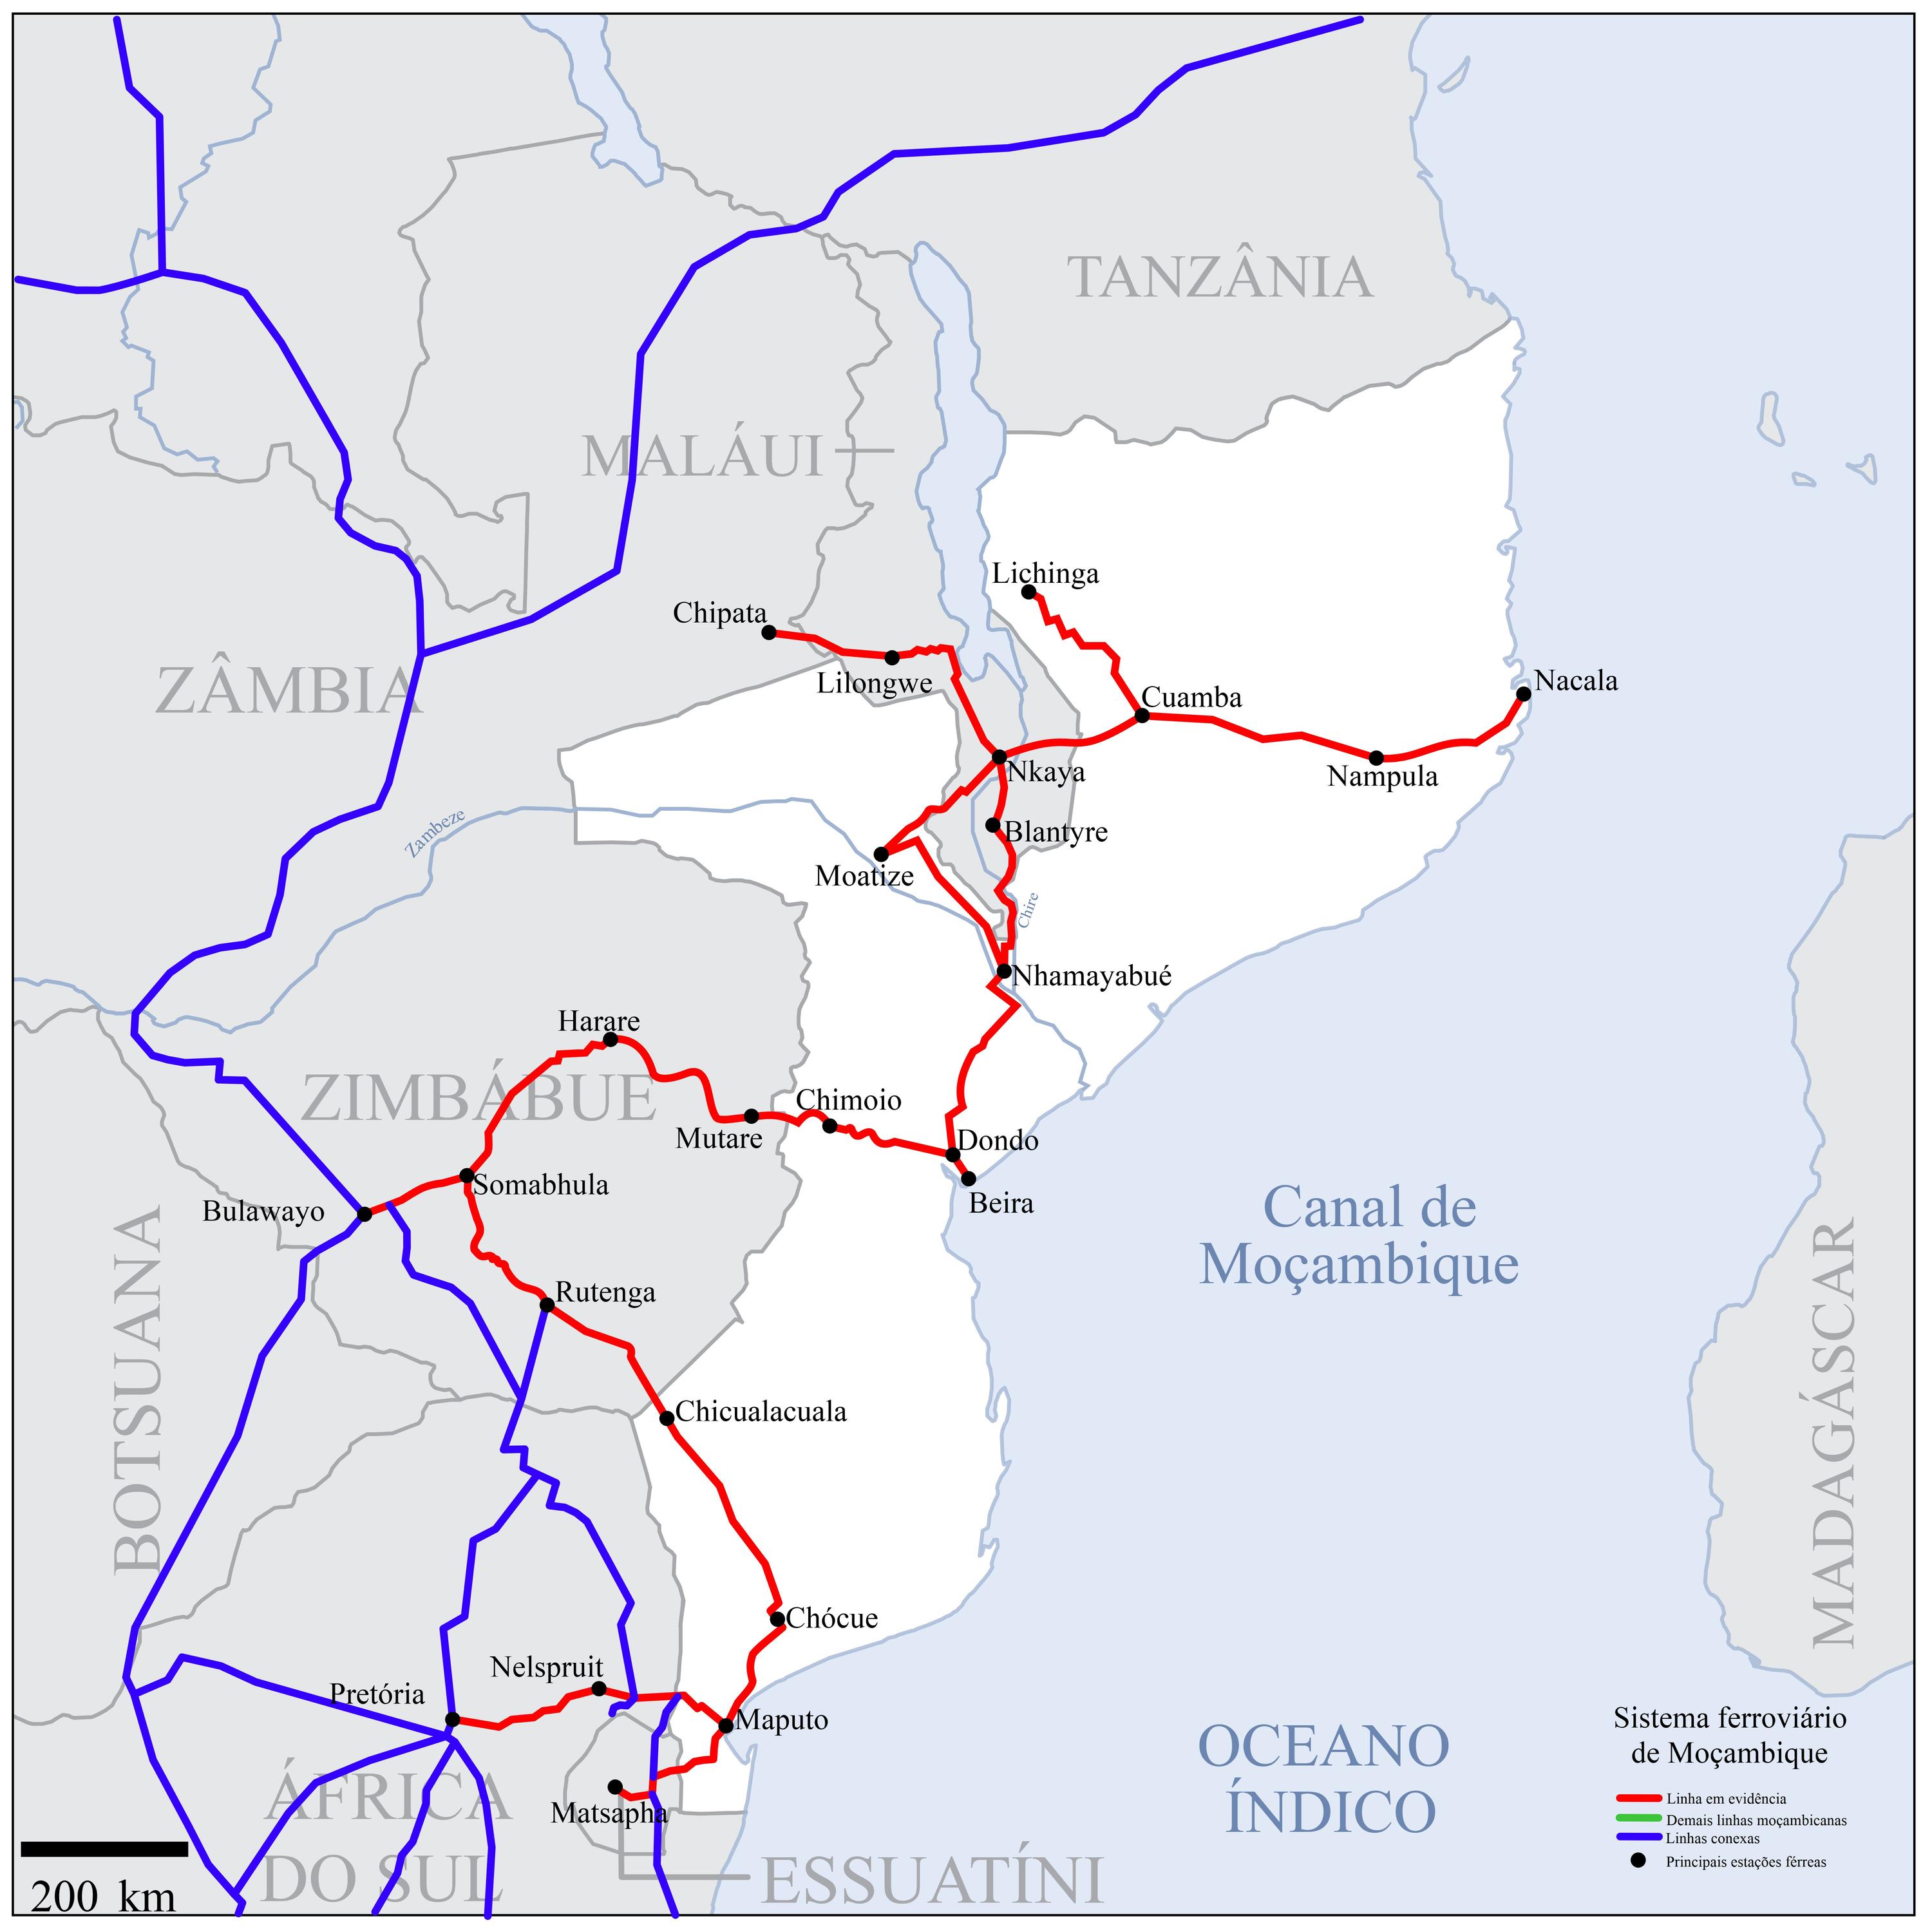 TANZÂNIA
MALÁUI
Lichinga
Chipata
Lilongwe
ZÂMBIA
Cuamba
Nacala
Nkaya
Nampula
Zambeze
Blantyre
Moatize
Chire
Nhamayabué
Harare
ZIMBÁBUE
Chimoio
Mutare
Dondo
Somabhula
Beira
Bulawayo
Canal de
Moçambique
BOTSUANA
MADAGÁSCAR
Rutenga
Chicualacuala
Chócue
Nelspruit
Pretória
Maputo
OCEANO
ÍNDICO
Matsapha
ÁFRICA
DO SUL
ESSUATÍNI
200 km
Sistema ferroviário
de Moçambique
Linha em evidência
Demais linhas moçambicanas
Linhas conexas
Principais estações férreas